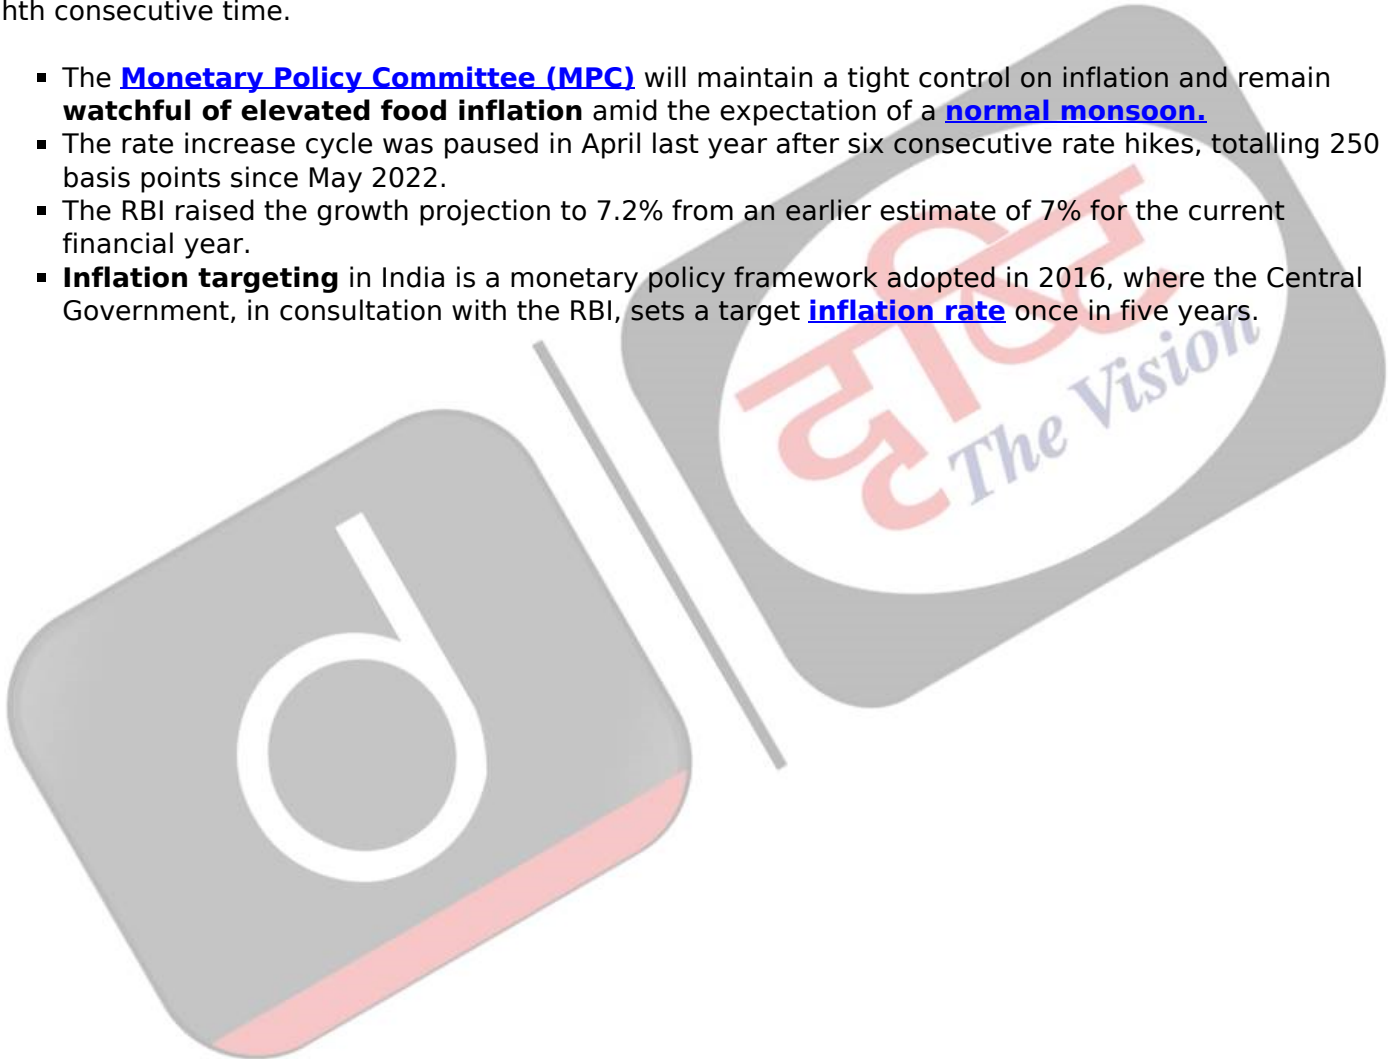 hth consecutive time.
▪ The Monetary Policy Committee (MPC) will maintain a tight control on inflation and remain
watchful of elevated food inflation amid the expectation of a normal monsoon.
▪ The rate increase cycle was paused in April last year after six consecutive rate hikes, totalling 250
basis points since May 2022.
▪ The RBI raised the growth projection to 7.2% from an earlier estimate of 7% for the current
financial year.
▪ Inflation targeting in India is a monetary policy framework adopted in 2016, where the Central
Government, in consultation with the RBI, sets a target inflation rate once in five years.
दृष्टि
The Vision
d